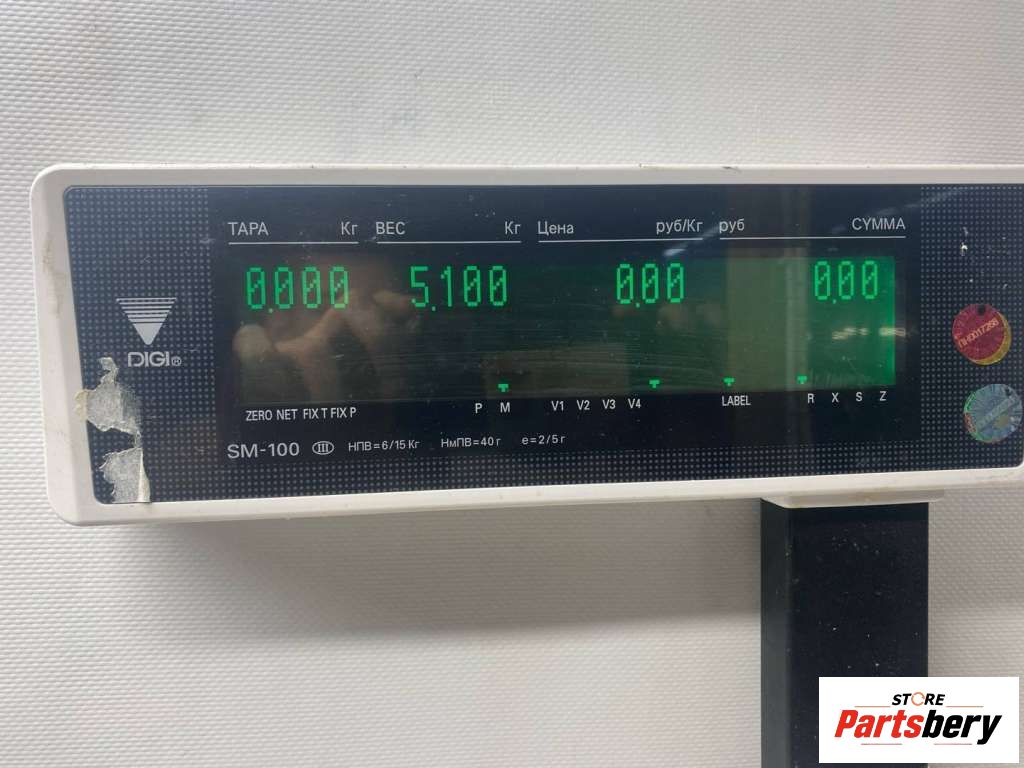 ТАРА Кг ВЕС Кг Цена руб/Кг руб СУММА
0.000 5.100 0.00 0.00
DIGI®
ZERO NET FIX T FIX P P M V1 V2 V3 V4 LABEL R X S Z
SM-100 III НПВ=6/15 Кг НмПВ=40 г e=2/5 г
STORE
Partsbery